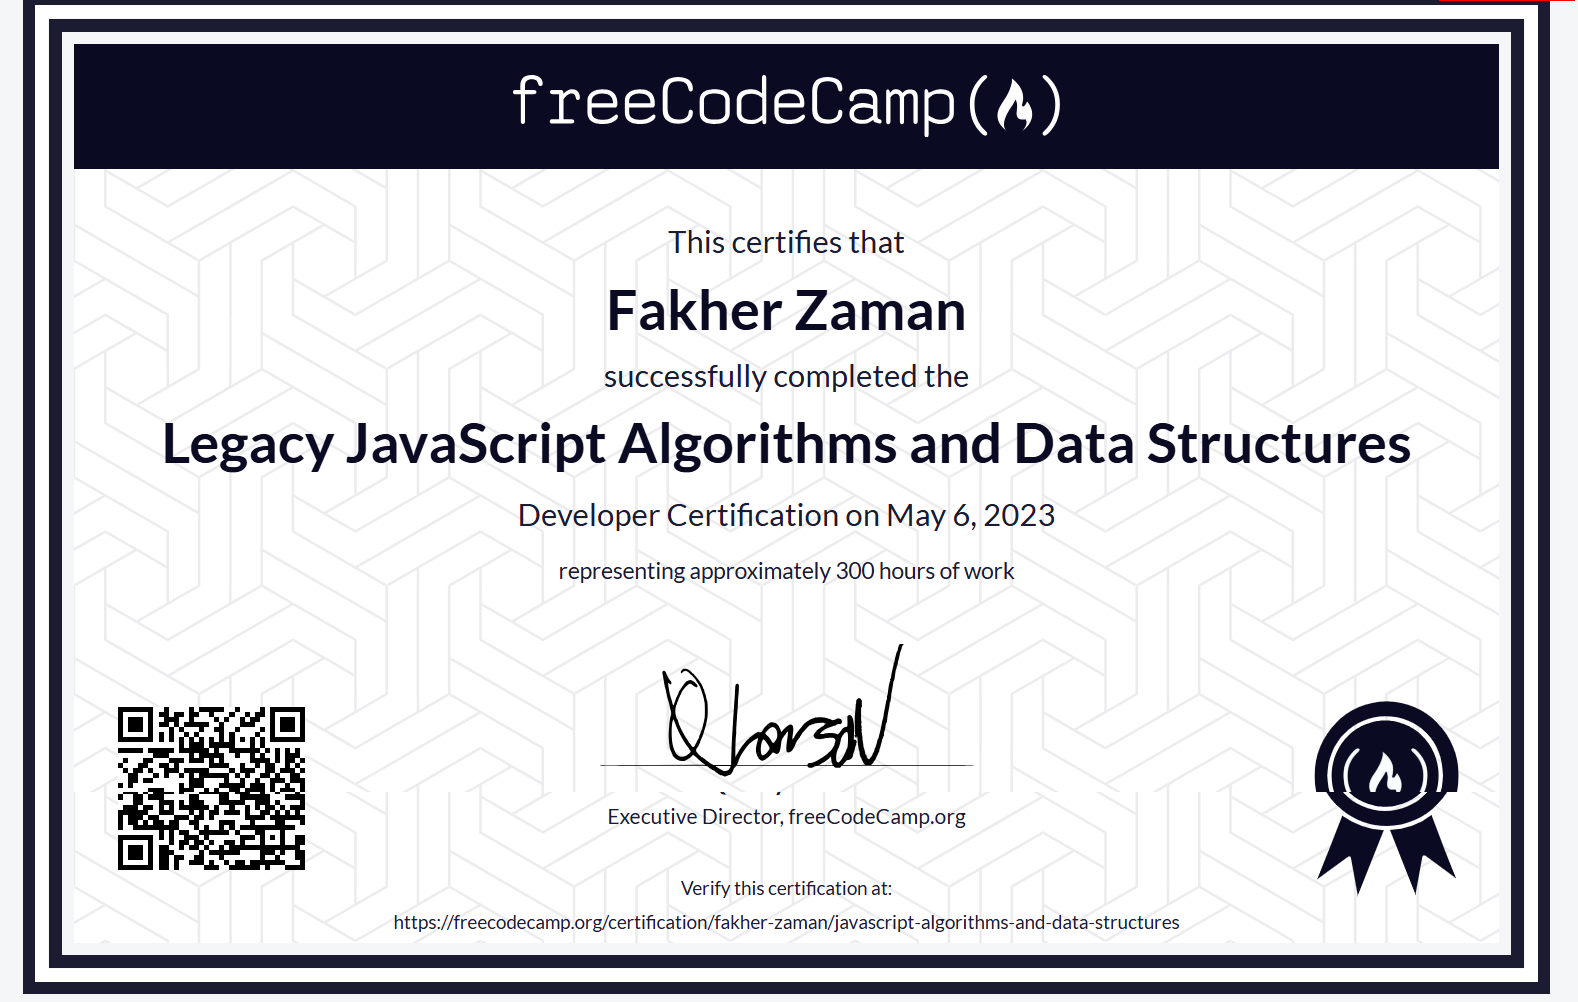 freeCodeCamp(🔥)
This certifies that
Fakher Zaman
successfully completed the
Legacy JavaScript Algorithms and Data Structures
Developer Certification on May 6, 2023
representing approximately 300 hours of work
Executive Director, freeCodeCamp.org
Verify this certification at:
https://freecodecamp.org/certification/fakher-zaman/javascript-algorithms-and-data-structures